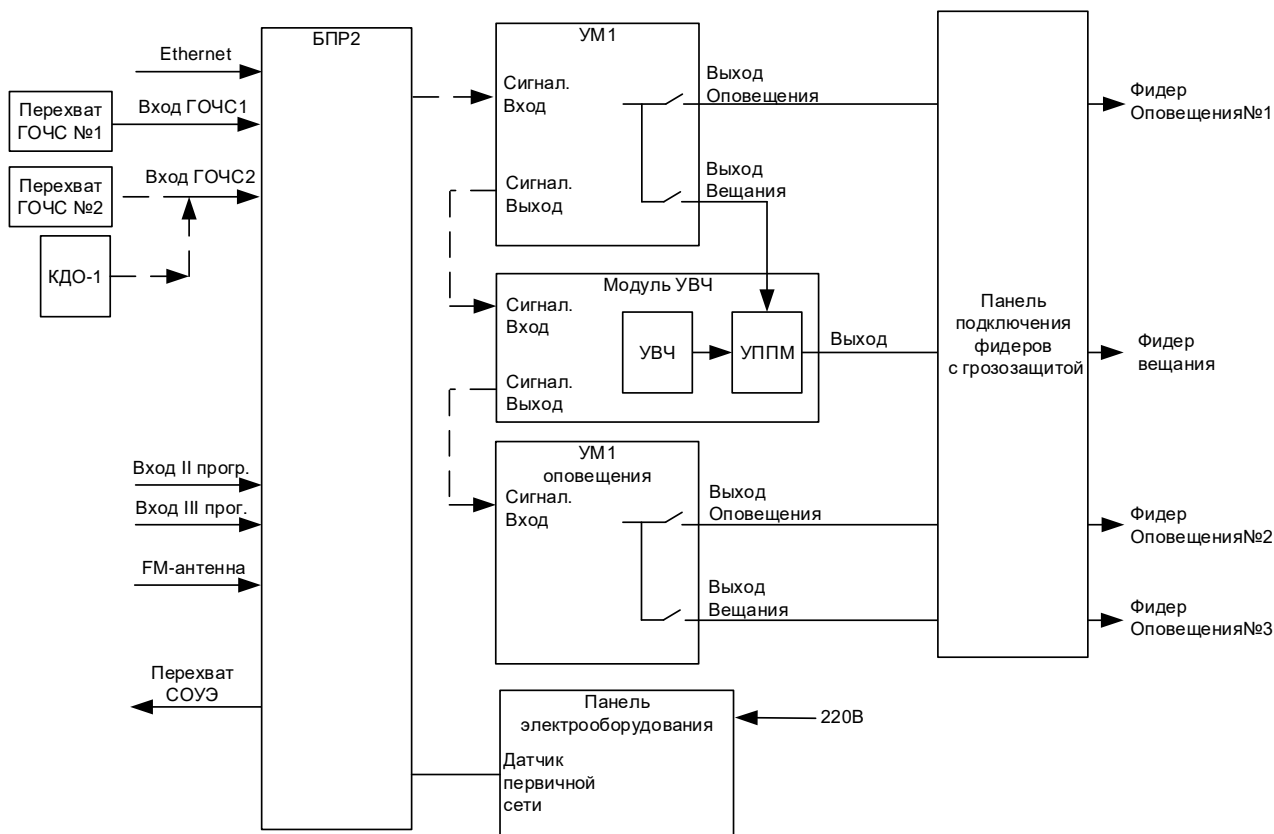 БПР2
Ethernet
Перехват
ГОЧС №1
Вход ГОЧС1
Перехват
ГОЧС №2
Вход ГОЧС2
КДО-1
Вход II прогр.
Вход III прог.
FM-антенна
Перехват
СОУЭ
УМ1
Сигнал.
Вход
Сигнал.
Выход
Выход
Оповещения
Выход
Вещания
Модуль УВЧ
Сигнал.
Вход
Сигнал.
Выход
УВЧ
УППМ
Выход
УМ1
оповещения
Сигнал.
Вход
Выход
Оповещения
Выход
Вещания
Панель
электрооборудования
Датчик
первичной
сети
220В
Панель
подключения
фидеров
с грозозащитой
Фидер
Оповещения№1
Фидер
вещания
Фидер
Оповещения№2
Фидер
Оповещения№3